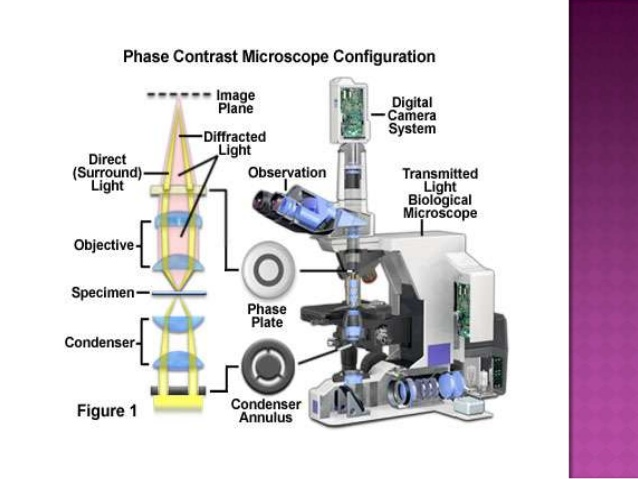 Phase Contrast Microscope Configuration
Image
Plane
Diffracted
Light
Direct
(Surround)
Light
Objective
Specimen
Condenser
Figure 1
Observation
Phase
Plate
Condenser
Annulus
Digital
Camera
System
Transmitted
Light
Biological
Microscope